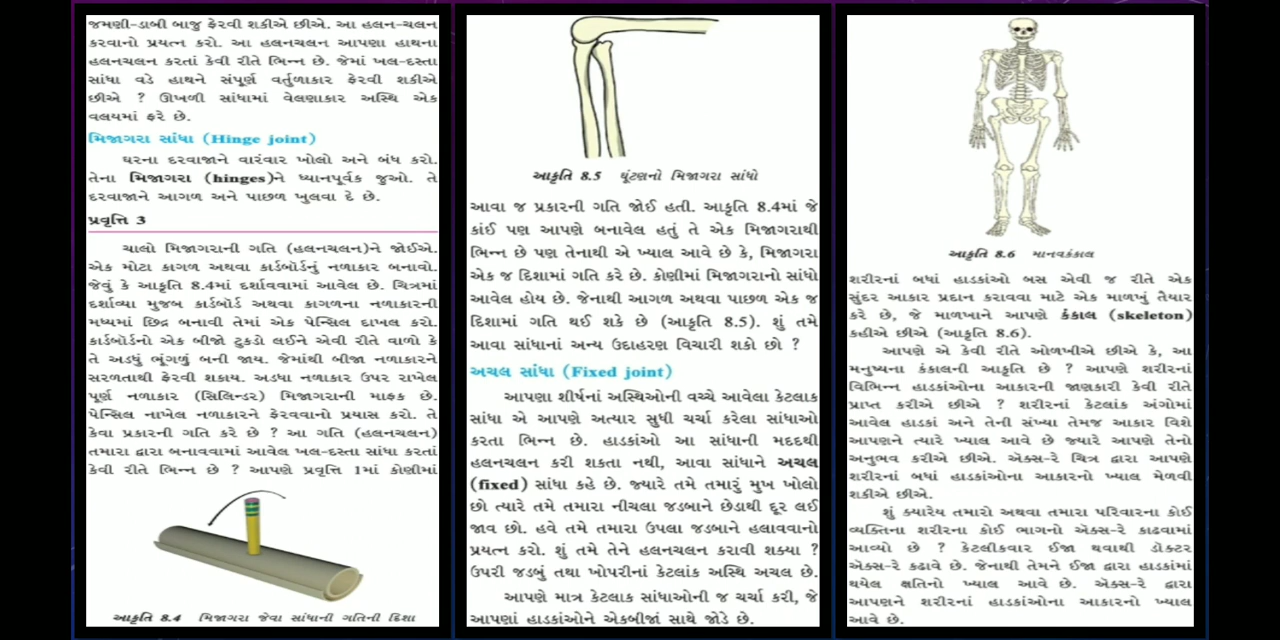 જમણી-ડાબી બાજુ ફેરવી શકીએ છીએ. આ હલન-ચલન
કરવાનો પ્રયત્ન કરો. આ હલનચલન આપણા હાથના
હલનચલન કરતાં કેવી રીતે ભિન્ન છે. જેમાં ખલ-દસ્તા
સાંધા વડે હાથને સંપૂર્ણ વર્તુળાકાર ફેરવી શકીએ
છીએ ? ઊખળી સાંધામાં વેલણાકાર અસ્થિ એક
વલયમાં ફરે છે.
મિજાગરા સાંધા (Hinge joint)
ઘરના દરવાજાને વારંવાર ખોલો અને બંધ કરો.
તેના મિજાગરા (hinges)ને ધ્યાનપૂર્વક જુઓ. તે
દરવાજાને આગળ અને પાછળ ખુલવા દે છે.
પ્રવૃત્તિ 3
ચાલો મિજાગરાની ગતિ (હલનચલન)ને જોઈએ.
એક મોટા કાગળ અથવા કાર્ડબૉર્ડનું નળાકાર બનાવો.
જેવું કે આકૃતિ 8.4માં દર્શાવવામાં આવેલ છે. ચિત્રમાં
દર્શાવ્યા મુજબ કાર્ડબૉર્ડ અથવા કાગળના નળાકારની
મધ્યમાં છિદ્ર બનાવી તેમાં એક પેન્સિલ દાખલ કરો.
કાર્ડબૉર્ડનો એક બીજો ટુકડો લઈને એવી રીતે વાળો કે
તે અડધું ભૂંગળું બની જાય. જેમાંથી બીજા નળાકારને
સરળતાથી ફેરવી શકાય. અડધા નળાકાર ઉપર રાખેલ
પૂર્ણ નળાકાર (સિલિન્ડર) મિજાગરાની માફક છે.
પેન્સિલ નાખેલ નળાકારને ફેરવવાનો પ્રયાસ કરો. તે
કેવા પ્રકારની ગતિ કરે છે ? આ ગતિ (હલનચલન)
તમારા દ્વારા બનાવવામાં આવેલ ખલ-દસ્તા સાંધા કરતાં
કેવી રીતે ભિન્ન છે ? આપણે પ્રવૃત્તિ 1માં કોણીમાં
આકૃતિ 8.4 મિજાગરા જેવા સાંધાની ગતિની દિશા
આકૃતિ 8.5 ઘૂંટણનો મિજાગરા સાંધો
આવા જ પ્રકારની ગતિ જોઈ હતી. આકૃતિ 8.4માં જે
કાંઈ પણ આપણે બનાવેલ હતું તે એક મિજાગરાથી
ભિન્ન છે પણ તેનાથી એ ખ્યાલ આવે છે કે, મિજાગરા
એક જ દિશામાં ગતિ કરે છે. કોણીમાં મિજાગરાનો સાંધો
આવેલ હોય છે. જેનાથી આગળ અથવા પાછળ એક જ
દિશામાં ગતિ થઈ શકે છે (આકૃતિ 8.5). શું તમે
આવા સાંધાનાં અન્ય ઉદાહરણ વિચારી શકો છો ?
અચલ સાંધા (Fixed joint)
આપણા શીર્ષનાં અસ્થિઓની વચ્ચે આવેલા કેટલાક
સાંધા એ આપણે અત્યાર સુધી ચર્ચા કરેલા સાંધાઓ
કરતા ભિન્ન છે. હાડકાંઓ આ સાંધાની મદદથી
હલનચલન કરી શકતા નથી, આવા સાંધાને અચલ
(fixed) સાંધા કહે છે. જ્યારે તમે તમારું મુખ ખોલો
છો ત્યારે તમે તમારા નીચલા જડબાને છેડાથી દૂર લઈ
જાવ છો. હવે તમે તમારા ઉપલા જડબાને હલાવવાનો
પ્રયત્ન કરો. શું તમે તેને હલનચલન કરાવી શક્યા ?
ઉપરી જડબું તથા ખોપરીનાં કેટલાંક અસ્થિ અચલ છે.
આપણે માત્ર કેટલાક સાંધાઓની જ ચર્ચા કરી, જે
આપણાં હાડકાંઓને એકબીજાં સાથે જોડે છે.
આકૃતિ 8.6 માનવકંકાલ
શરીરનાં બધાં હાડકાંઓ બસ એવી જ રીતે એક
સુંદર આકાર પ્રદાન કરાવવા માટે એક માળખું તૈયાર
કરે છે, જે માળખાને આપણે કંકાલ (skeleton)
કહીએ છીએ (આકૃતિ 8.6).
આપણે એ કેવી રીતે ઓળખીએ છીએ કે, આ
મનુષ્યના કંકાલની આકૃતિ છે ? આપણે શરીરનાં
વિભિન્ન હાડકાંઓના આકારની જાણકારી કેવી રીતે
પ્રાપ્ત કરીએ છીએ ? શરીરનાં કેટલાંક અંગોમાં
આવેલ હાડકાં અને તેની સંખ્યા તેમજ આકાર વિશે
આપણને ત્યારે ખ્યાલ આવે છે જ્યારે આપણે તેનો
અનુભવ કરીએ છીએ. ઍક્સ-રે ચિત્ર દ્વારા આપણે
શરીરનાં બધાં હાડકાંઓના આકારનો ખ્યાલ મેળવી
શકીએ છીએ.
શું ક્યારેય તમારો અથવા તમારા પરિવારના કોઈ
વ્યક્તિના શરીરના કોઈ ભાગનો ઍક્સ-રે કાઢવામાં
આવ્યો છે ? કેટલીકવાર ઈજા થવાથી ડૉક્ટર
ઍક્સ-રે કઢાવે છે. જેનાથી તેમને ઈજા દ્વારા હાડકાંમાં
થયેલ ક્ષતિનો ખ્યાલ આવે છે. ઍક્સ-રે દ્વારા
આપણને શરીરનાં હાડકાંઓના આકારનો ખ્યાલ
આવે છે.